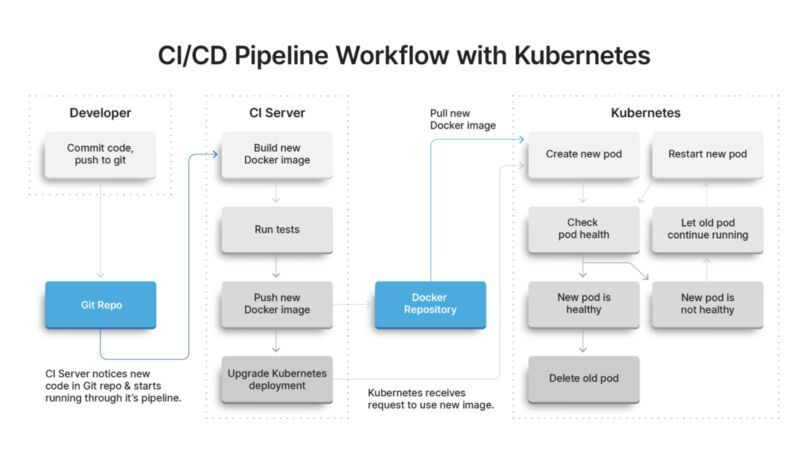 CI/CD Pipeline Workflow with Kubernetes
Developer
Commit code,
push to git
Git Repo
CI Server notices new
code in Git repo & starts
running through it's pipeline.
CI Server
Build new
Docker image
Run tests
Push new
Docker image
Upgrade Kubernetes
deployment
Pull new
Docker image
Docker
Repository
Kubernetes receives
request to use new image.
Kubernetes
Create new pod
Restart new pod
Check
pod health
Let old pod
continue running
New pod is
healthy
New pod is
not healthy
Delete old pod